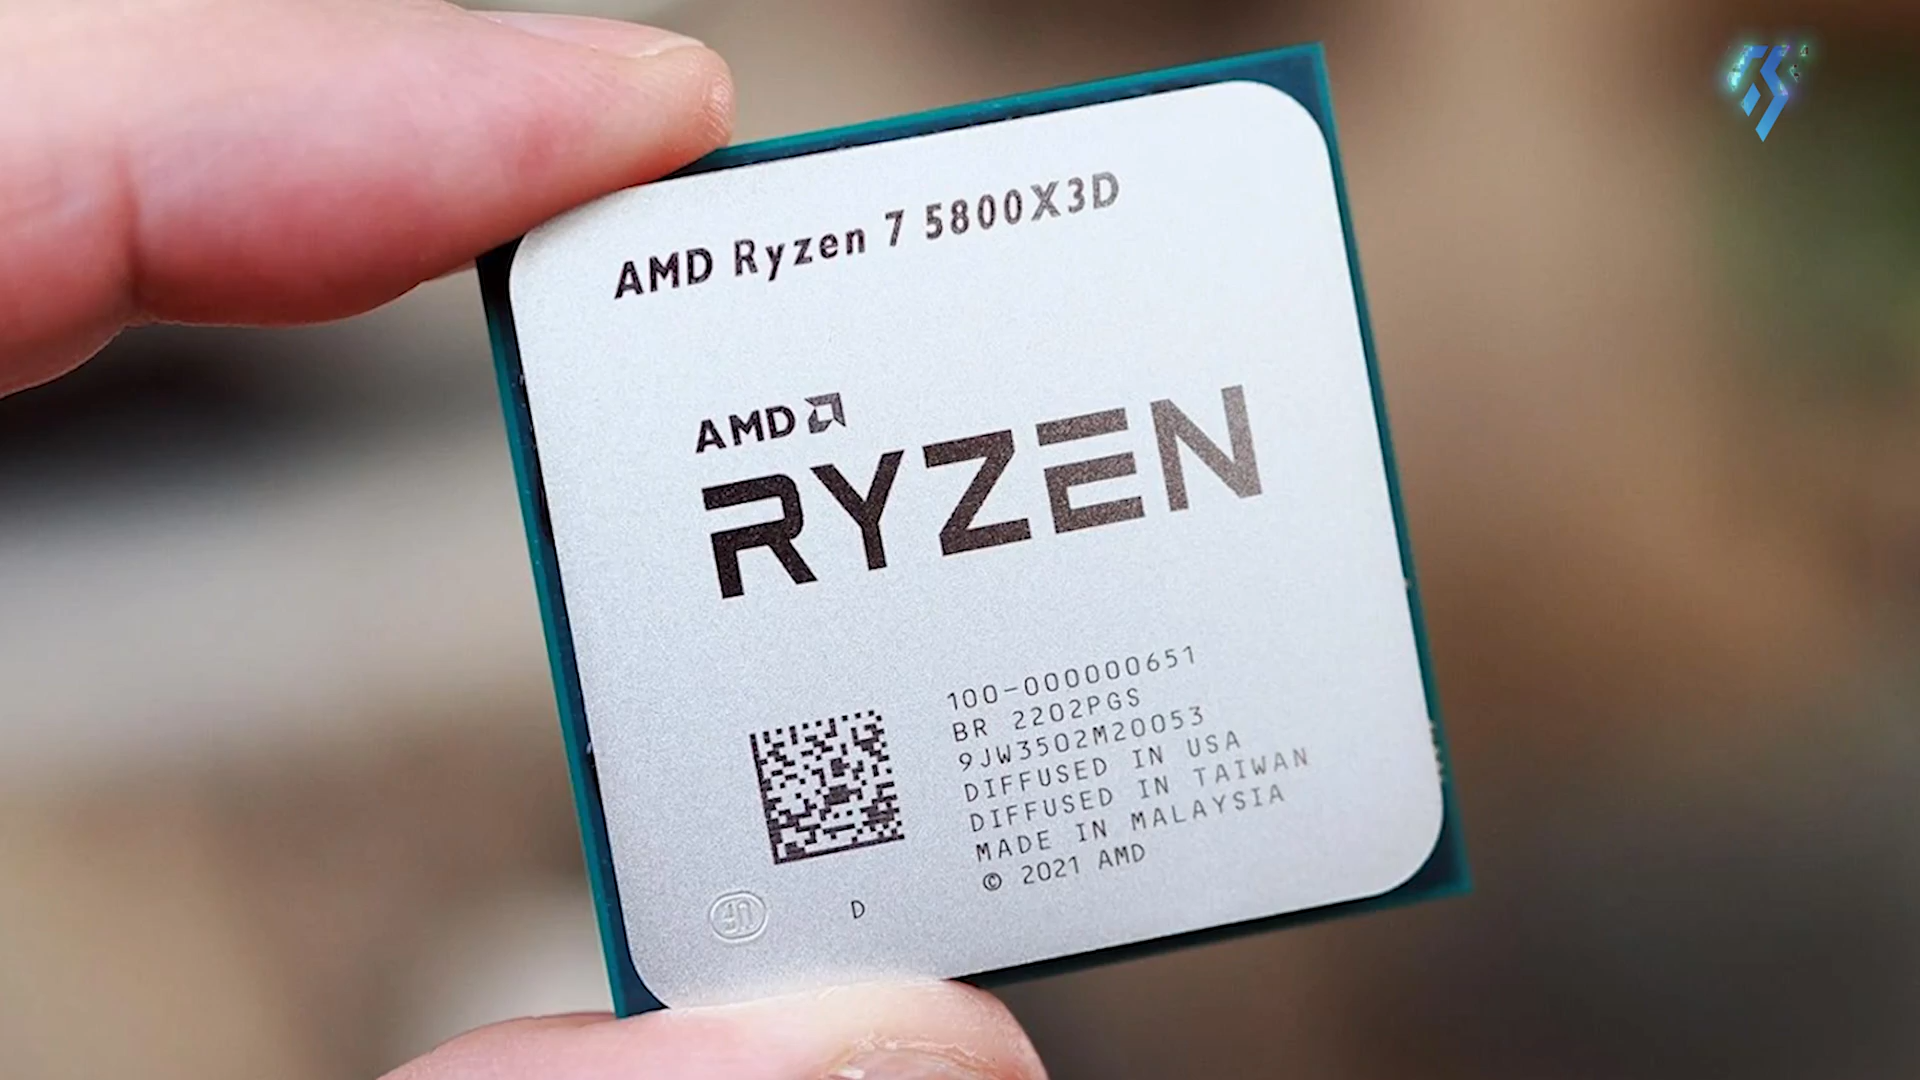 AMD Ryzen 7 5800X3D
AMD
RYZEN
100-000000651
BR 2202PGS
9JW3502M20053
DIFFUSED IN USA
DIFFUSED IN TAIWAN
MADE IN MALAYSIA
© 2021 AMD
D